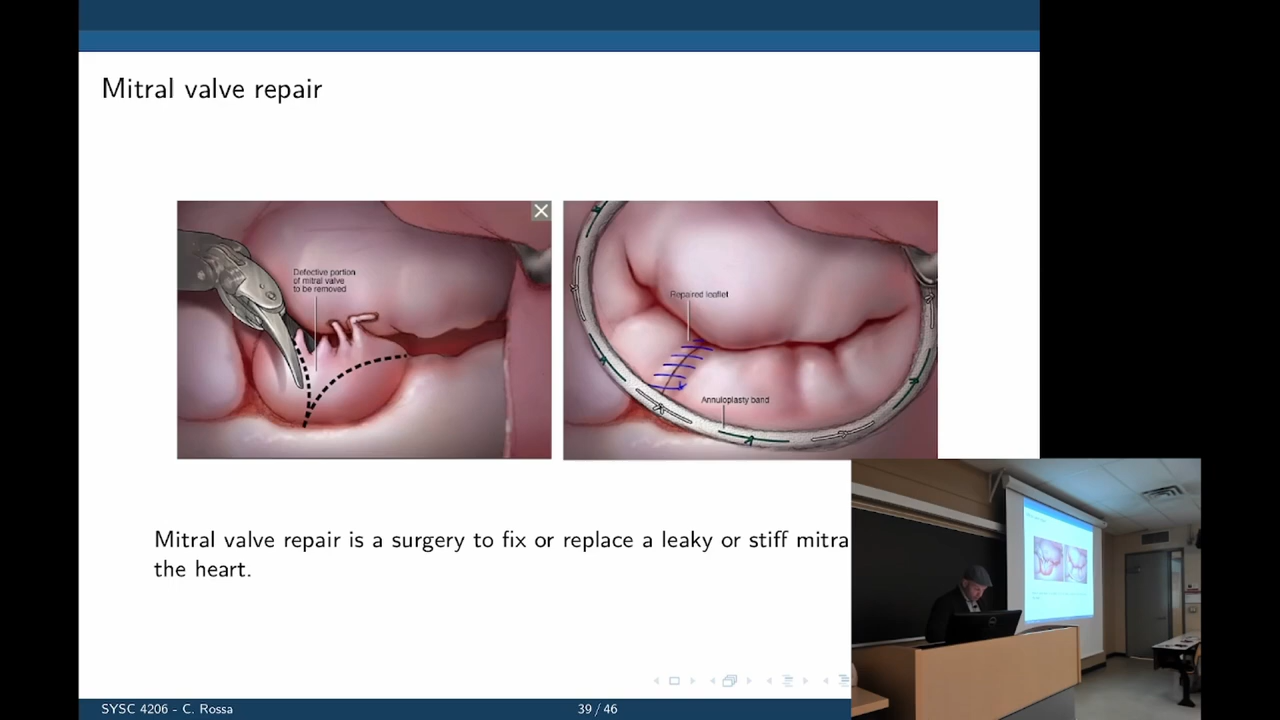 Mitral valve repair
Defective portion
of mitral valve
to be removed
Repaired leaflet
Annuloplasty band
Mitral valve repair is a surgery to fix or replace a leaky or stiff mitra
the heart.
SYSC 4206 - C. Rossa
39 / 46